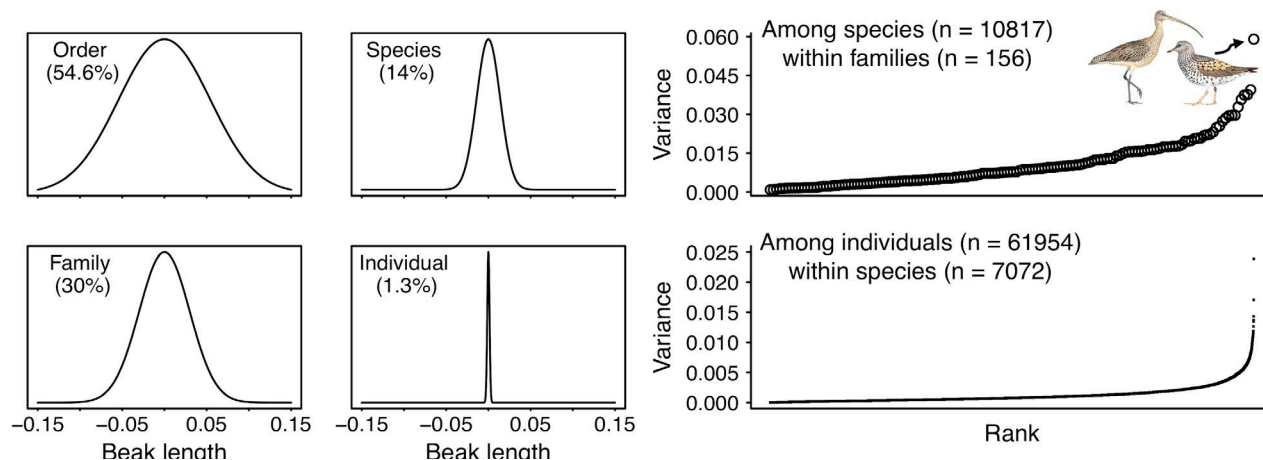 Order
(54.6%)
Species
(14%)
Family
(30%)
−0.15 −0.05 0.05 0.15
Beak length
Individual
(1.3%)
−0.15 −0.05 0.05 0.15
Beak length
Among species (n = 10817)
within families (n = 156)
Variance
0.060
0.045
0.030
0.015
0.000
Among individuals (n = 61954)
within species (n = 7072)
Variance
0.025
0.020
0.015
0.010
0.005
0.000
Rank